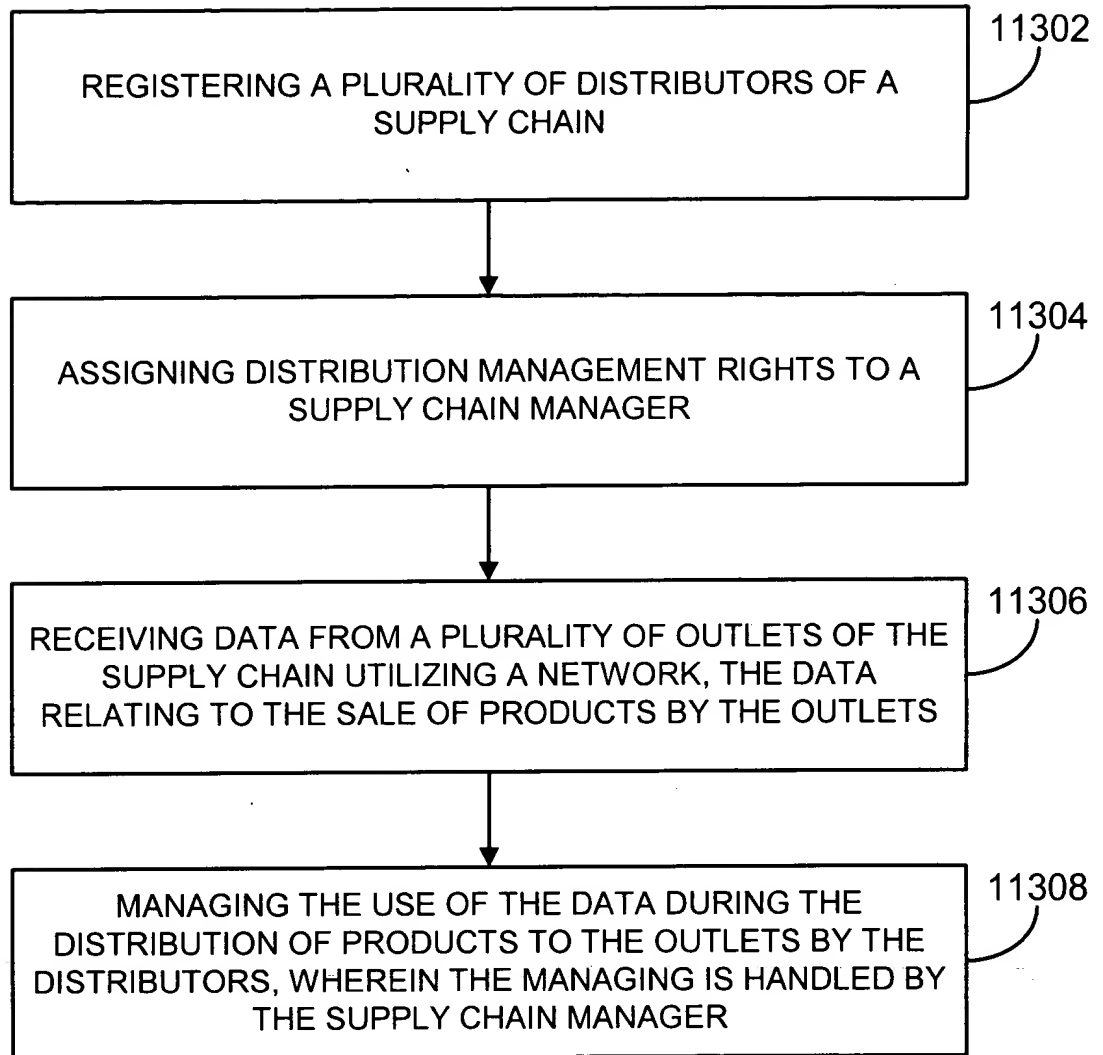 11302
REGISTERING A PLURALITY OF DISTRIBUTORS OF A
SUPPLY CHAIN
11304
ASSIGNING DISTRIBUTION MANAGEMENT RIGHTS TO A
SUPPLY CHAIN MANAGER
11306
RECEIVING DATA FROM A PLURALITY OF OUTLETS OF THE
SUPPLY CHAIN UTILIZING A NETWORK, THE DATA
RELATING TO THE SALE OF PRODUCTS BY THE OUTLETS
11308
MANAGING THE USE OF THE DATA DURING THE
DISTRIBUTION OF PRODUCTS TO THE OUTLETS BY THE
DISTRIBUTORS, WHEREIN THE MANAGING IS HANDLED BY
THE SUPPLY CHAIN MANAGER